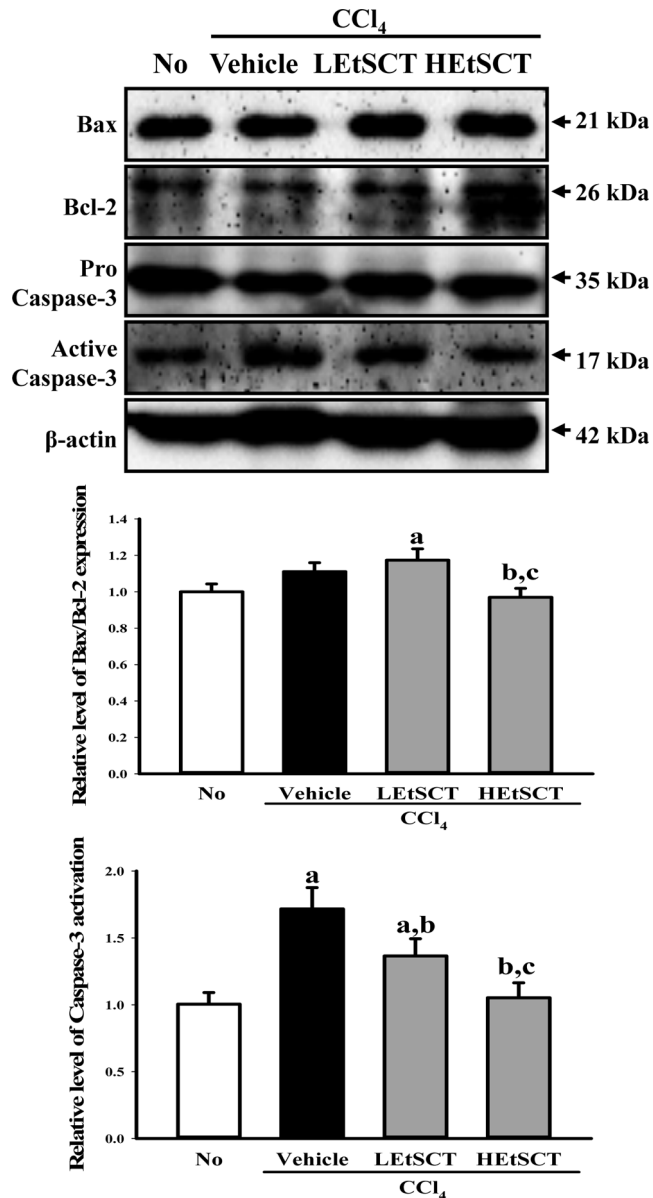 CCl₄
No Vehicle LEtSCT HEtSCT
Bax
21 kDa
Bcl-2
26 kDa
Pro
Caspase-3
35 kDa
Active
Caspase-3
17 kDa
β-actin
42 kDa
Relative level of Bax/Bcl-2 expression
1.4
1.2
1.0
0.8
0.6
0.4
0.2
0.0
a
b,c
No Vehicle LEtSCT HEtSCT
CCl₄
Relative level of Caspase-3 activation
2.0
1.5
1.0
0.5
0.0
a
a,b
b,c
No Vehicle LEtSCT HEtSCT
CCl₄